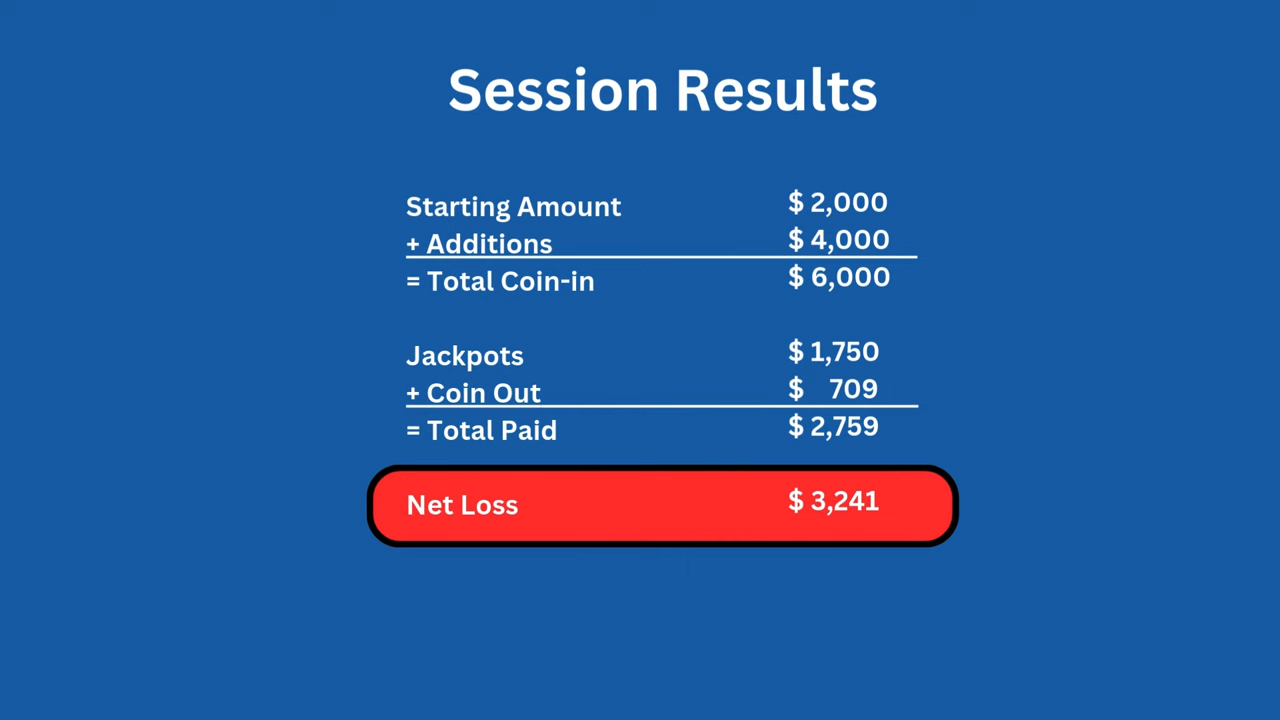 Session Results
Starting Amount $ 2,000
+ Additions $ 4,000
= Total Coin-in $ 6,000
Jackpots $ 1,750
+ Coin Out $ 709
= Total Paid $ 2,759
Net Loss $ 3,241